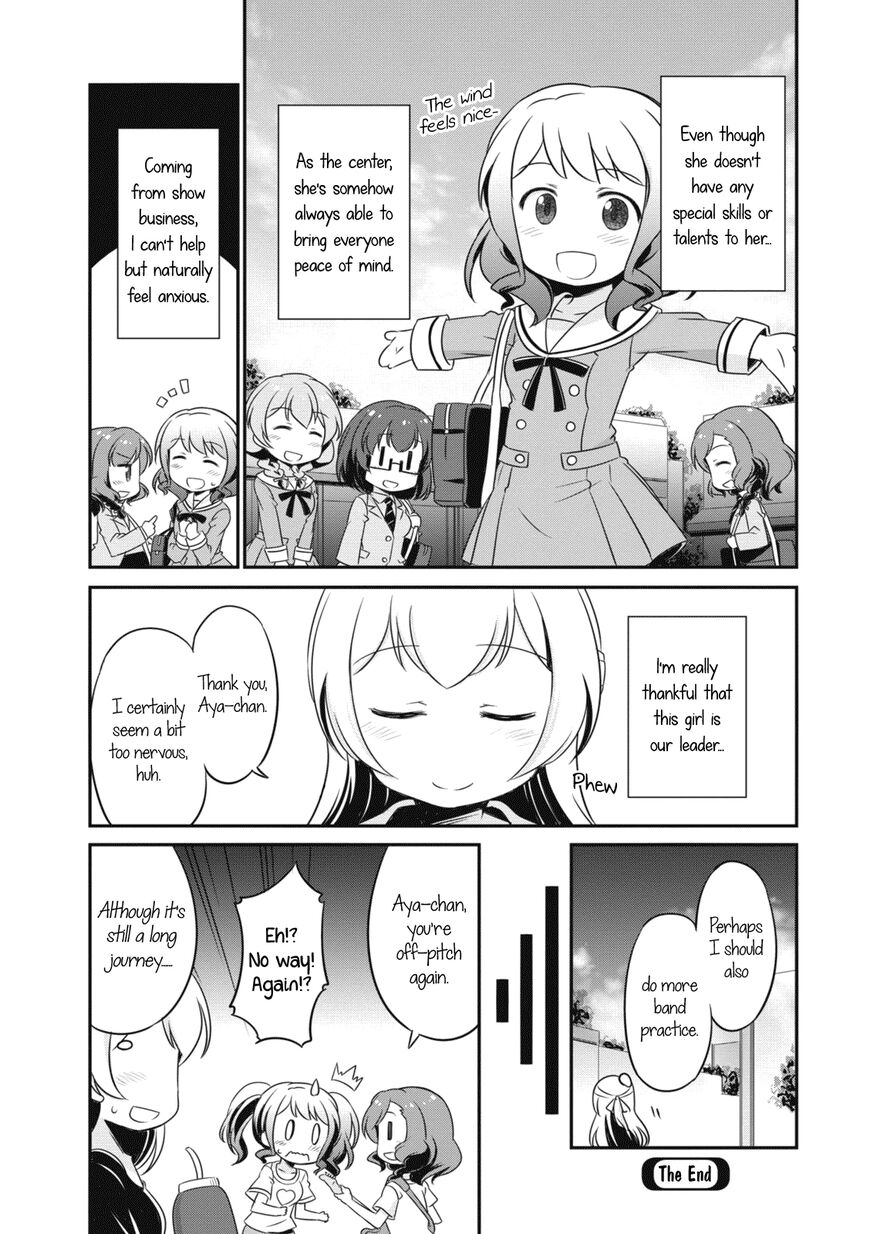 Even though
she doesn't
have any
special skills or
talents to her...
The wind
feels nice~
As the center,
she's somehow
always able to
bring everyone
peace of mind.
Coming
from show
business,
I can't help
but naturally
feel anxious.
I'm really
thankful that
this girl is
our leader...
Phew
Thank you,
Aya-chan.
I certainly
seem a bit
too nervous,
huh.
Perhaps
I should
also
do more
band
practice.
Aya-chan,
you're
off-pitch
again.
Eh!?
No way!
Again!?
Although it's
still a long
journey.....
The End